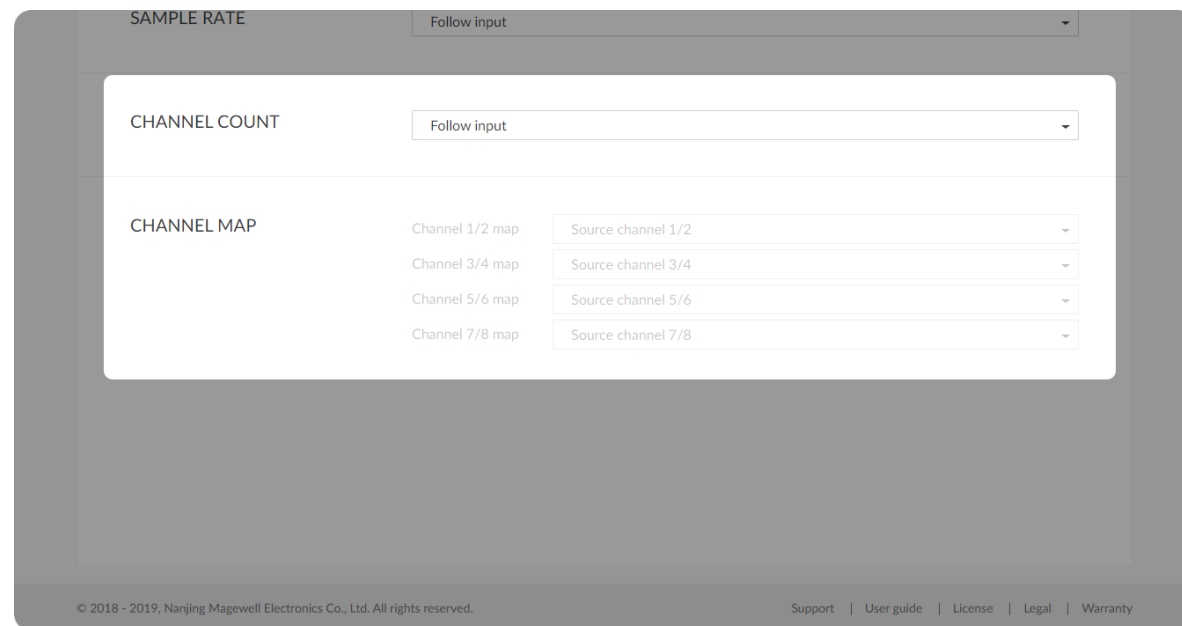 SAMPLE RATE Follow input
CHANNEL COUNT Follow input
CHANNEL MAP Channel 1/2 map Source channel 1/2
Channel 3/4 map Source channel 3/4
Channel 5/6 map Source channel 5/6
Channel 7/8 map Source channel 7/8
© 2018 - 2019, Nanjing Magewell Electronics Co., Ltd. All rights reserved. Support | User guide | License | Legal | Warranty